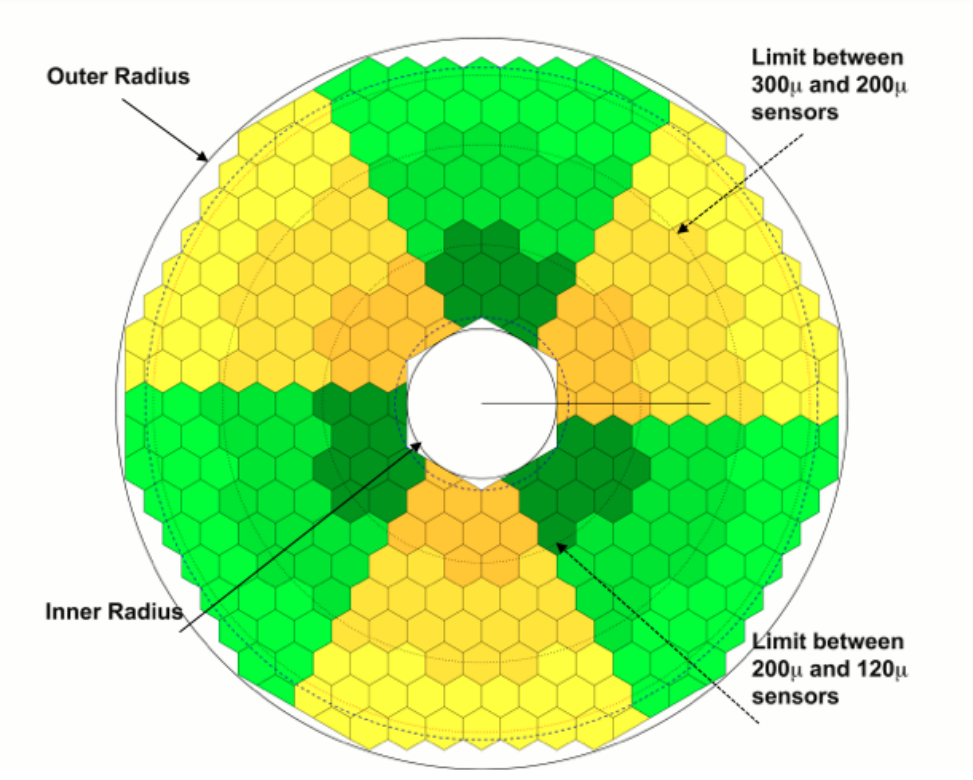 Outer Radius
Limit between
300μ and 200μ
sensors
Inner Radius
Limit between
200μ and 120μ
sensors